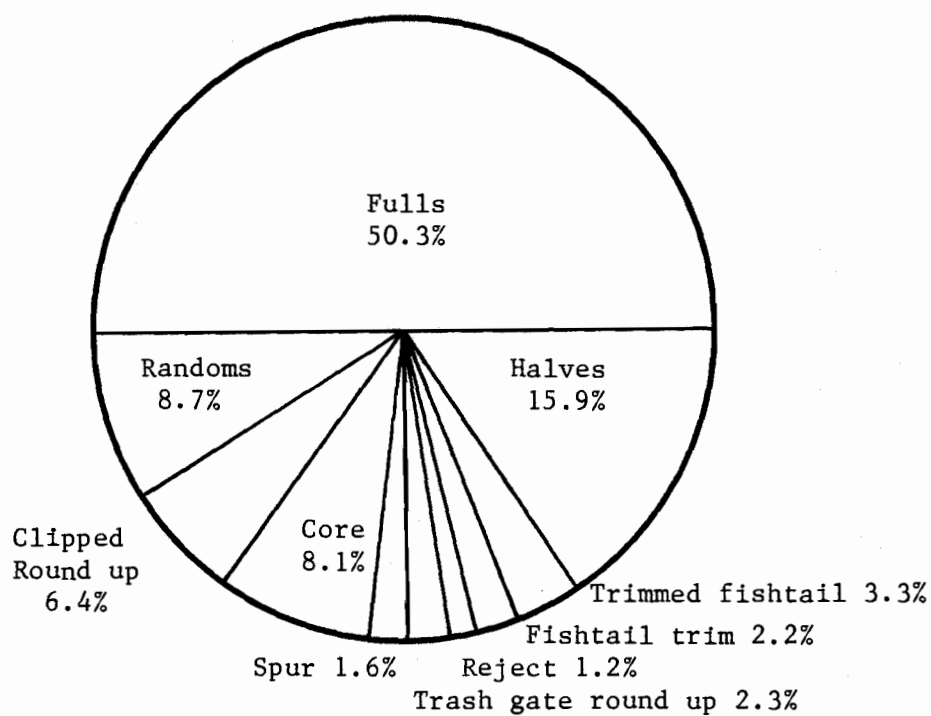 Fulls
50.3%
Randoms
8.7%
Halves
15.9%
Clipped
Round up
6.4%
Core
8.1%
Trimmed fishtail 3.3%
Fishtail trim 2.2%
Spur 1.6%
Reject 1.2%
Trash gate round up 2.3%